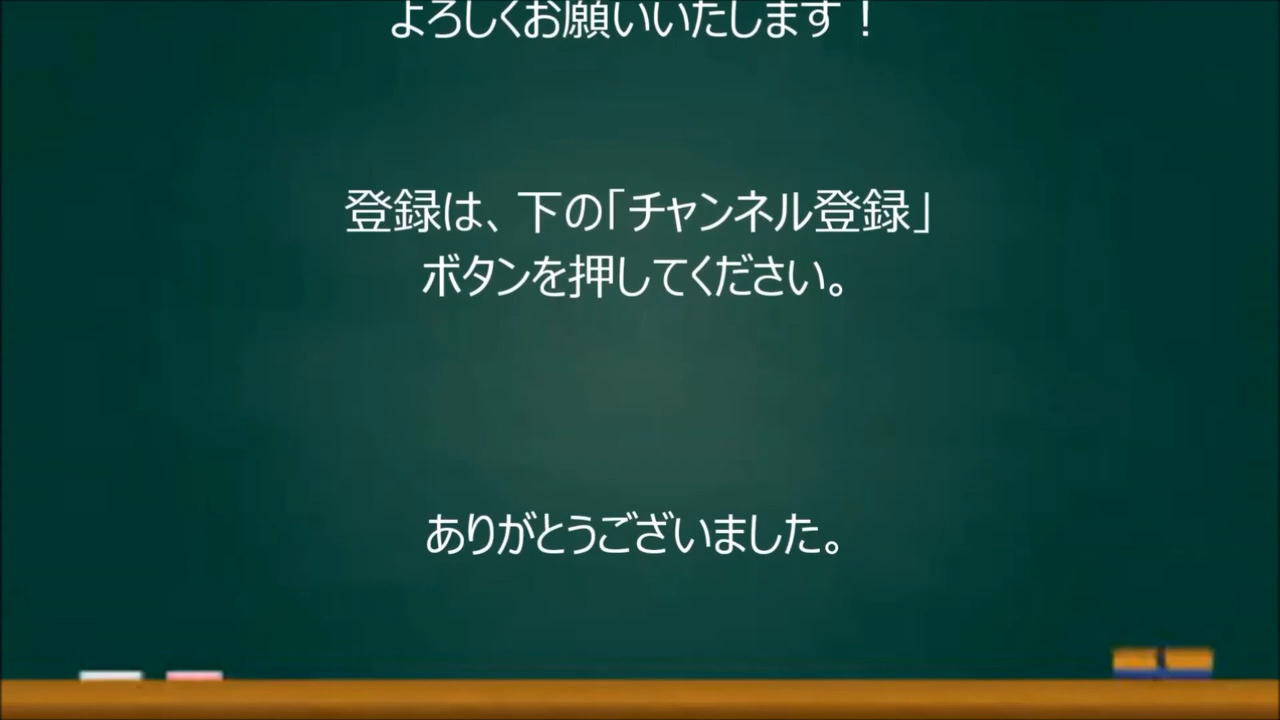 よろしくお願いいたします！
登録は、下の「チャンネル登録」
ボタンを押してください。
ありがとうございました。